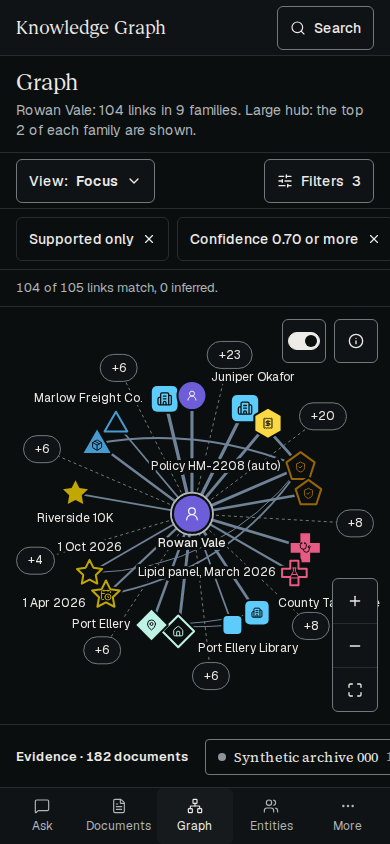 Knowledge Graph
Search
Graph
Rowan Vale: 104 links in 9 families. Large hub: the top
2 of each family are shown.
View: Focus
Filters 3
Supported only
Confidence 0.70 or more
104 of 105 links match, 0 inferred.
+23
+6
Juniper Okafor
Marlow Freight Co.
+20
+6
Policy HM-2208 (auto)
Riverside 10K
+8
Rowan Vale
1 Oct 2026
+4
Lipid panel, March 2026
1 Apr 2026
County
Port Ellery
+8
Port Ellery Library
+6
+6
Evidence · 182 documents
Synthetic archive 000
Ask
Documents
Graph
Entities
More